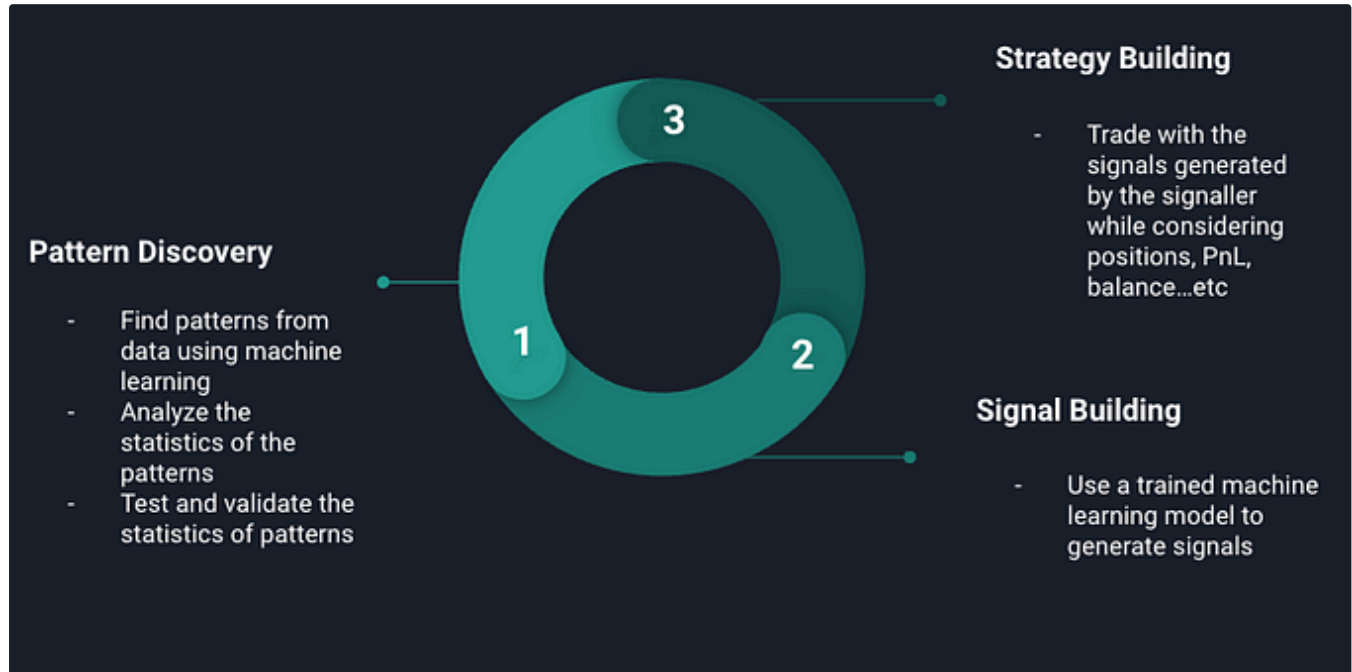 Pattern Discovery
- Find patterns from
data using machine
learning
- Analyze the
statistics of the
patterns
- Test and validate the
statistics of patterns
1
2
3
Strategy Building
- Trade with the
signals generated
by the signaller
while considering
positions, PnL,
balance...etc
Signal Building
- Use a trained machine
learning model to
generate signals